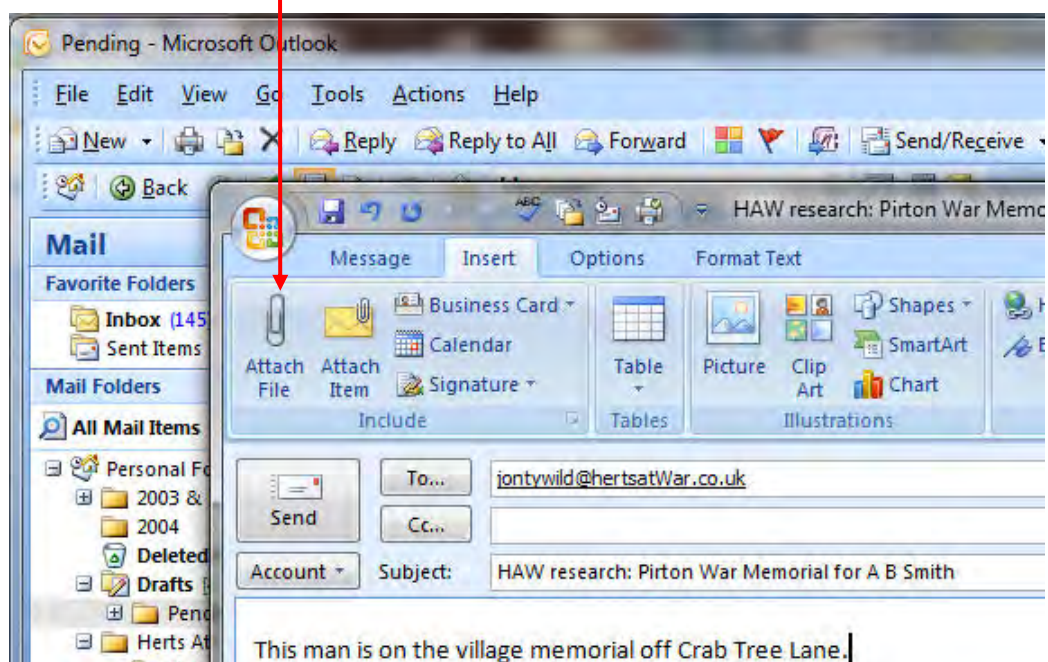 Pending - Microsoft Outlook
File Edit View Go Tools Actions Help
New Reply Reply to All Forward Send/Receive
Back
ABC HAW research: Pirton War Memo
Mail
Message Insert Options Format Text
Favorite Folders
Inbox (145
Sent Items
Mail Folders
All Mail Items
Attach File
Attach Item
Business Card
Calendar
Signature
Include
Table
Tables
Picture
Clip Art
Shapes
SmartArt
Chart
Illustrations
Personal Fo
2003 &
2004
Deleted
Drafts
Pend
Herts At
Send
To... jontywild@hertsatWar.co.uk
Cc...
Account Subject: HAW research: Pirton War Memorial for A B Smith
This man is on the village memorial off Crab Tree Lane.